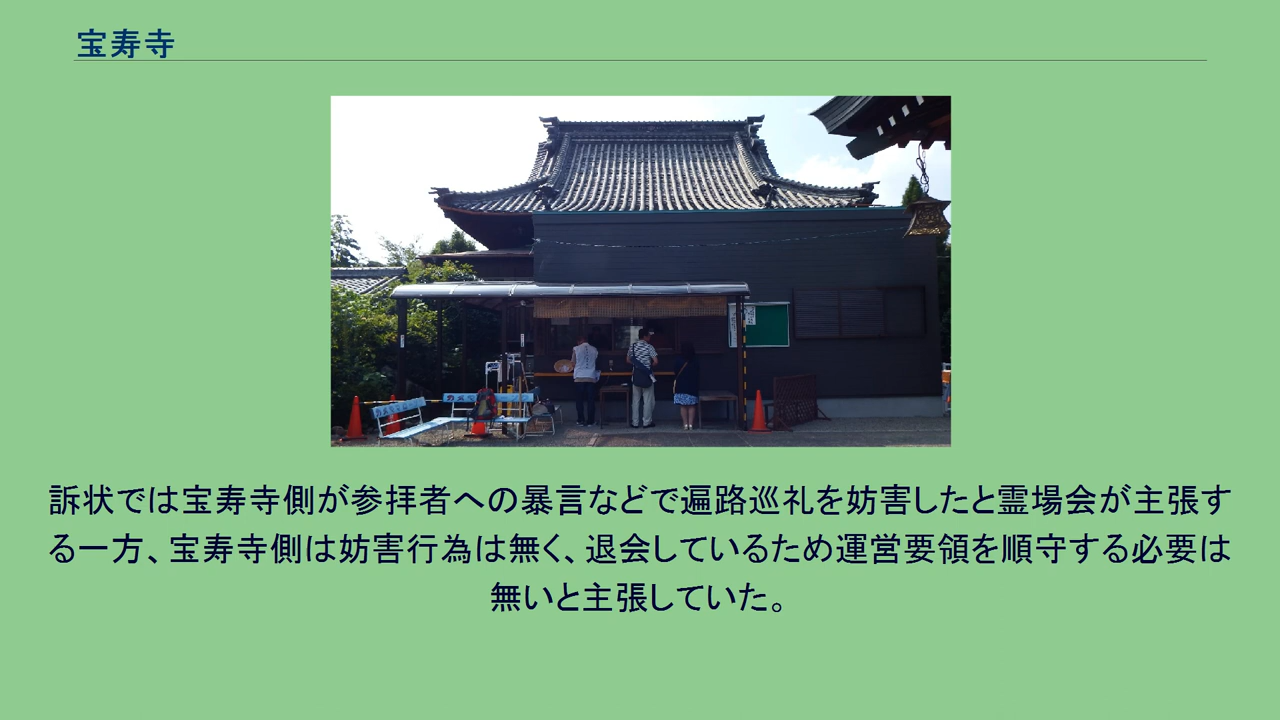 宝寿寺
訴状では宝寿寺側が参拝者への暴言などで遍路巡礼を妨害したと霊場会が主張す
る一方、宝寿寺側は妨害行為は無く、退会しているため運営要領を順守する必要は
無いと主張していた。